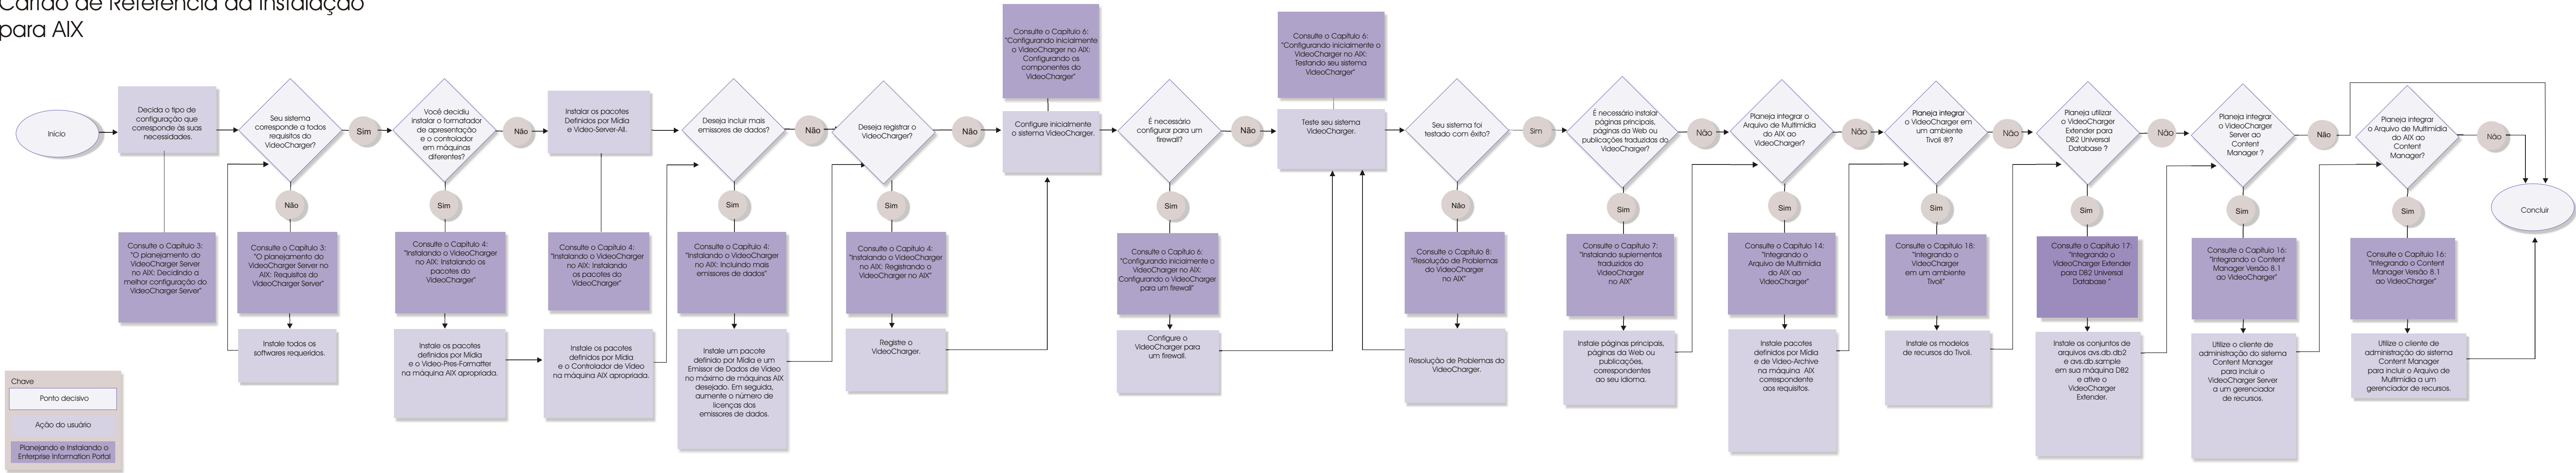 Cartão de Referência da Instalação
para AIX
Início
Decida o tipo de
configuração que
corresponde às suas
necessidades.
Consulte o Capítulo 3:
"O planejamento do
VideoCharger Server
no AIX: Decidindo a
melhor configuração do
VideoCharger Server"
Seu sistema
corresponde a todos
requisitos do
VideoCharger?
Sim
Não
Consulte o Capítulo 3:
"O planejamento do
VideoCharger Server no
AIX: Requisitos do
VideoCharger Server"
Instale todos os
softwares requeridos.
Você decidiu
instalar o formatador
de apresentação
e o controlador
em máquinas
diferentes?
Não
Sim
Consulte o Capítulo 4:
"Instalando o VideoCharger
no AIX: Instalando os
pacotes do
VideoCharger"
Instale os pacotes
definidos por Mídia
e o Video-Pres-Formatter
na máquina AIX apropriada.
Instalar os pacotes
Definidos por Mídia
e Video-Server-All.
Consulte o Capítulo 4:
"Instalando o VideoCharger
no AIX: Instalando
os pacotes do
VideoCharger"
Instale os pacotes
definidos por Mídia
e o Controlador de Vídeo
na máquina AIX apropriada.
Deseja incluir mais
emissores de dados?
Não
Sim
Consulte o Capítulo 4:
"Instalando o VideoCharger
no AIX: Incluindo mais
emissores de dados"
Instale um pacote
definido por Mídia e um
Emissor de Dados de Vídeo
no máximo de máquinas AIX
desejado. Em seguida,
aumente o número de
licenças dos
emissores de dados.
Deseja registrar o
VideoCharger?
Não
Sim
Consulte o Capítulo 4:
"Instalando o VideoCharger
no AIX: Registrando o
VideoCharger no AIX"
Registre o
VideoCharger.
Consulte o Capítulo 6:
"Configurando inicialmente
o VideoCharger no AIX:
Configurando os
componentes do
VideoCharger"
Configure inicialmente
o sistema VideoCharger.
É necessário
configurar para um
firewall?
Não
Sim
Consulte o Capítulo 6:
"Configurando inicialmente o
VideoCharger no AIX:
Configurando o VideoCharger
para um firewall"
Configure o
VideoCharger para
um firewall.
Consulte o Capítulo 6:
"Configurando inicialmente o
VideoCharger no AIX:
Testando seu sistema
VideoCharger"
Teste seu sistema
VideoCharger.
Seu sistema foi
testado com êxito?
Sim
Não
Consulte o Capítulo 8:
"Resolução de Problemas
do VideoCharger
no AIX"
Resolução de Problemas do
VideoCharger.
É necessário instalar
páginas principais,
páginas da Web ou
publicações traduzidas do
VideoCharger?
Não
Sim
Consulte o Capítulo 7:
"Instalando suplementos
traduzidos do
VideoCharger
no AIX"
Instale páginas principais,
páginas da Web ou
publicações,
correspondentes
ao seu idioma.
Planeja integrar o
Arquivo de Multimídia
do AIX ao
VideoCharger?
Não
Sim
Consulte o Capítulo 14:
"Integrando o
Arquivo de Multimídia
do AIX ao
VideoCharger"
Instale pacotes
definidos por Mídia
e de Video-Archive
na máquina AIX
correspondente
aos requisitos.
Planeja integrar
o VideoCharger em
um ambiente
Tivoli ®?
Não
Sim
Consulte o Capítulo 18:
"Integrando o
VideoCharger
em um ambiente
Tivoli"
Instale os modelos
de recursos do Tivoli.
Planeja utilizar
o VideoCharger
Extender para
DB2 Universal
Database ?
Não
Sim
Consulte o Capítulo 17:
"Integrando o
VideoCharger Extender
para DB2 Universal
Database "
Instale os conjuntos de
arquivos avs.db.db2
e avs.db.sample
em sua máquina DB2
e ative o
VideoCharger
Extender.
Planeja integrar
o VideoCharger
Server ao
Content
Manager ?
Não
Sim
Consulte o Capítulo 16:
"Integrando o Content
Manager Versão 8.1
ao VideoCharger"
Utilize o cliente de
administração do sistema
Content Manager
para incluir o
VideoCharger Server
a um gerenciador
de recursos.
Planeja integrar
o Arquivo de Multimídia
do AIX ao
Content
Manager?
Não
Sim
Consulte o Capítulo 16:
"Integrando o Content
Manager Versão 8.1
ao VideoCharger"
Utilize o cliente de
administração do sistema
Content Manager
para incluir o Arquivo de
Multimídia a um
gerenciador de recursos.
Concluir
Chave
Ponto decisivo
Ação do usuário
Planejando e Instalando o
Enterprise Information Portal